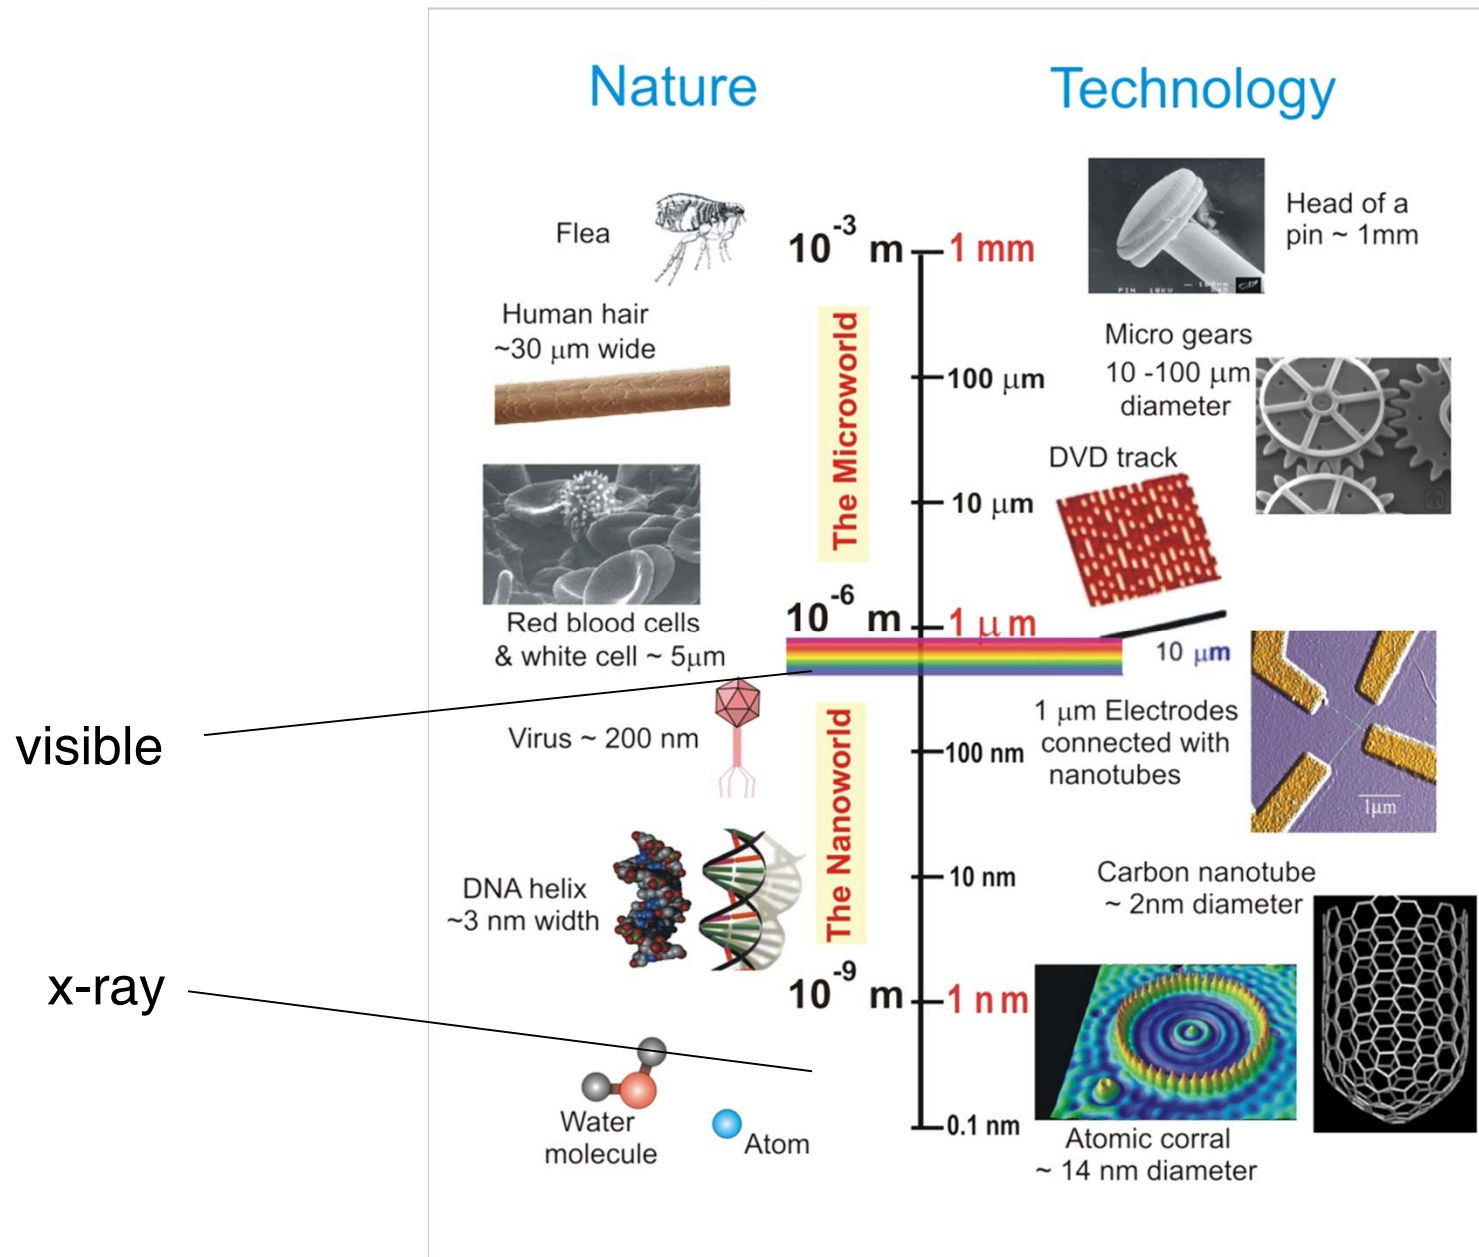 Nature
Technology
Flea
10⁻³ m
1 mm
Head of a
pin ~ 1mm
Human hair
~30 μm wide
The Microworld
100 μm
Micro gears
10 -100 μm
diameter
DVD track
10 μm
Red blood cells
& white cell ~ 5μm
10⁻⁶ m
1 μm
10 μm
visible
Virus ~ 200 nm
The Nanoworld
100 nm
1 μm Electrodes
connected with
nanotubes
1μm
DNA helix
~3 nm width
10 nm
Carbon nanotube
~ 2nm diameter
x-ray
10⁻⁹ m
1 nm
Water
molecule
Atom
0.1 nm
Atomic corral
~ 14 nm diameter